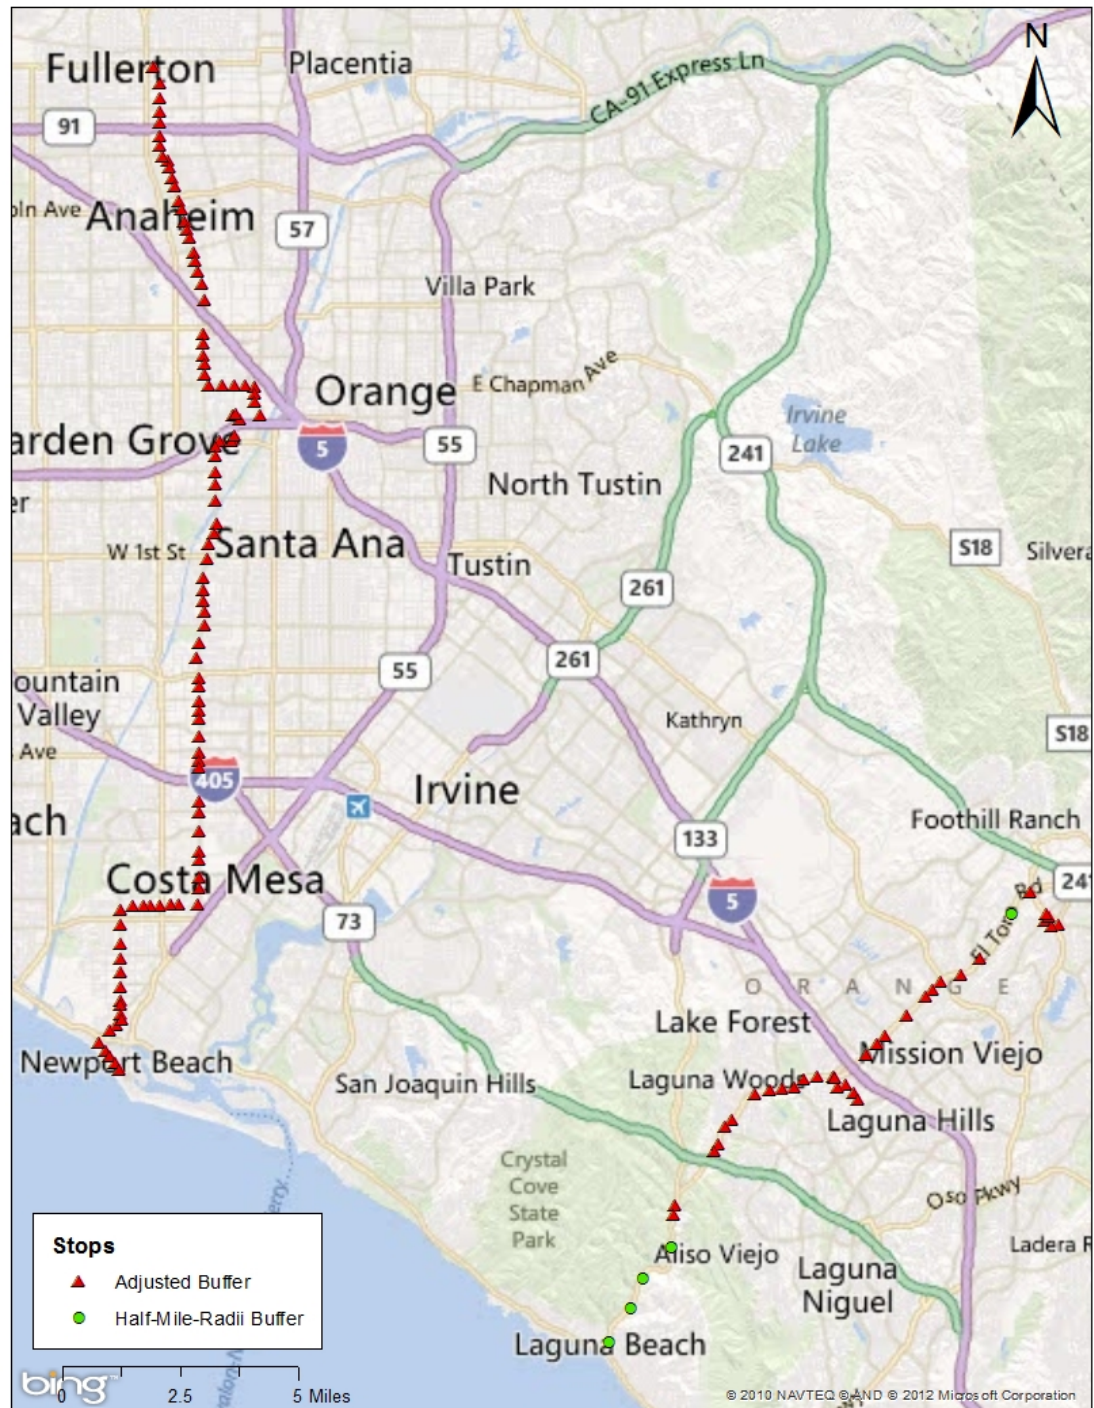 N
Fullerton
Placentia
CA-91 Express Ln
91
oln Ave
Anaheim
57
Villa Park
Orange
E Chapman Ave
Irvine
Lake
arden Grove
5
55
241
er
North Tustin
W 1st St
Santa Ana
Tustin
S18
Silvera
261
261
55
ountain
Valley
Ave
Kathryn
S18
405
Irvine
ach
133
Foothill Ranch
Costa Mesa
5
241
El Toro Rd
73
O R A N G E
Lake Forest
Newport Beach
San Joaquin Hills
Mission Viejo
Laguna Woods
Laguna Hills
Crystal
Cove
State
Park
Oso Pkwy
Aliso Viejo
Ladera R
Laguna
Niguel
Laguna Beach
erry
Stops
Adjusted Buffer
Half-Mile-Radii Buffer
bing
0 2.5 5 Miles
© 2010 NAVTEQ © AND © 2012 Microsoft Corporation